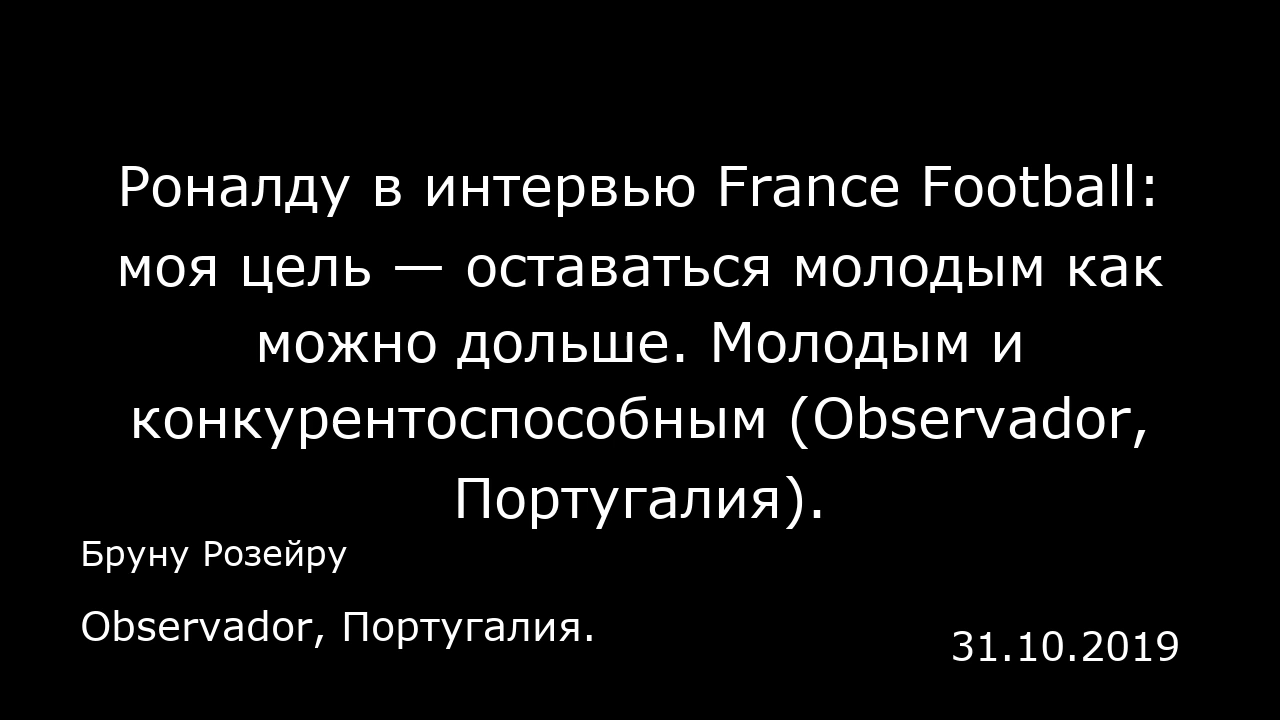 Роналду в интервью France Football:
моя цель — оставаться молодым как
можно дольше. Молодым и
конкурентоспособным (Observador,
Португалия).
Бруну Розейру
Observador, Португалия.
31.10.2019